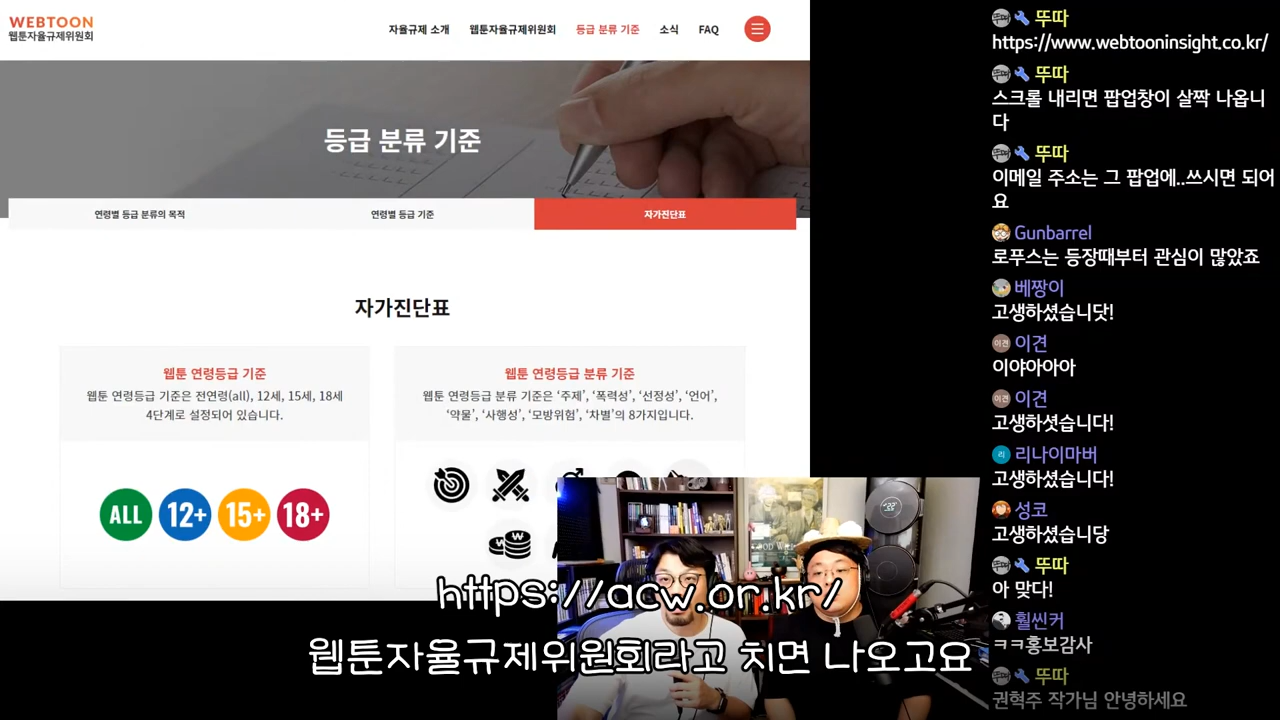 WEBTOON
웹툰자율규제위원회
자율규제 소개 웹툰자율규제위원회 등급 분류 기준 소식 FAQ
등급 분류 기준
연령별 등급 분류의 목적 연령별 등급 기준 자가진단표
자가진단표
웹툰 연령등급 기준
웹툰 연령등급 기준은 전연령(all), 12세, 15세, 18세
4단계로 설정되어 있습니다.
ALL 12+ 15+ 18+
웹툰 연령등급 분류 기준
웹툰 연령등급 분류 기준은 ‘주제’, ‘폭력성’, ‘선정성’, ‘언어’,
‘약물’, ‘사행성’, ‘모방위험’, ‘차별’의 8가지입니다.
https://acw.or.kr/
웹툰자율규제위원회라고 치면 나오고요
뚜따
https://www.webtooninsight.co.kr/
뚜따
스크롤 내리면 팝업창이 살짝 나옵니
다
뚜따
이메일 주소는 그 팝업에..쓰시면 되어
요
Gunbarrel
로푸스는 등장때부터 관심이 많았죠
베짱이
고생하셨습니닷!
이견 이견
이야아아아
이견 이견
고생하셧습니다!
리 리나이마버
고생하셨습니다!
성코
고생하셨습니당
뚜따
아 맞다!
훨씬커
ㅋㅋ홍보감사
뚜따
권혁주 작가님 안녕하세요